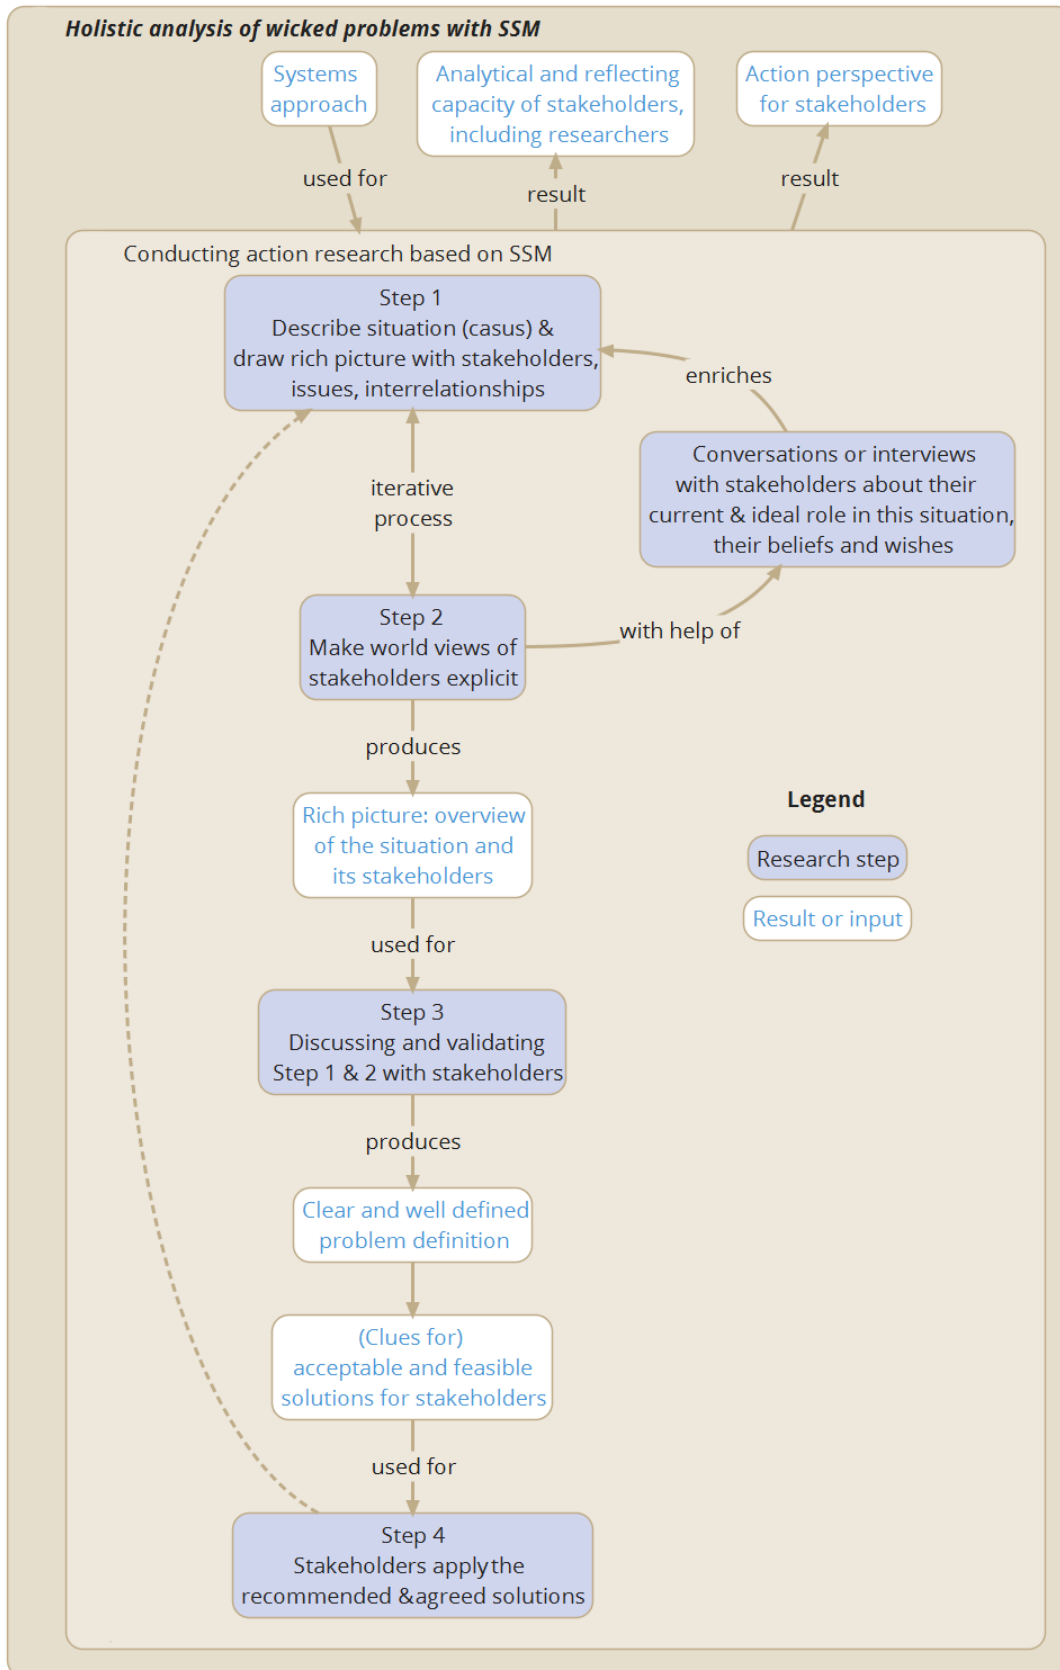 Holistic analysis of wicked problems with SSM
Systems
approach
Analytical and reflecting
capacity of stakeholders,
including researchers
Action perspective
for stakeholders
used for
result
result
Conducting action research based on SSM
Step 1
Describe situation (casus) &
draw rich picture with stakeholders,
issues, interrelationships
enriches
Conversations or interviews
with stakeholders about their
current & ideal role in this situation,
their beliefs and wishes
iterative
process
Step 2
Make world views of
stakeholders explicit
with help of
produces
Rich picture: overview
of the situation and
its stakeholders
Legend
Research step
Result or input
used for
Step 3
Discussing and validating
Step 1 & 2 with stakeholders
produces
Clear and well defined
problem definition
(Clues for)
acceptable and feasible
solutions for stakeholders
used for
Step 4
Stakeholders apply the
recommended & agreed solutions